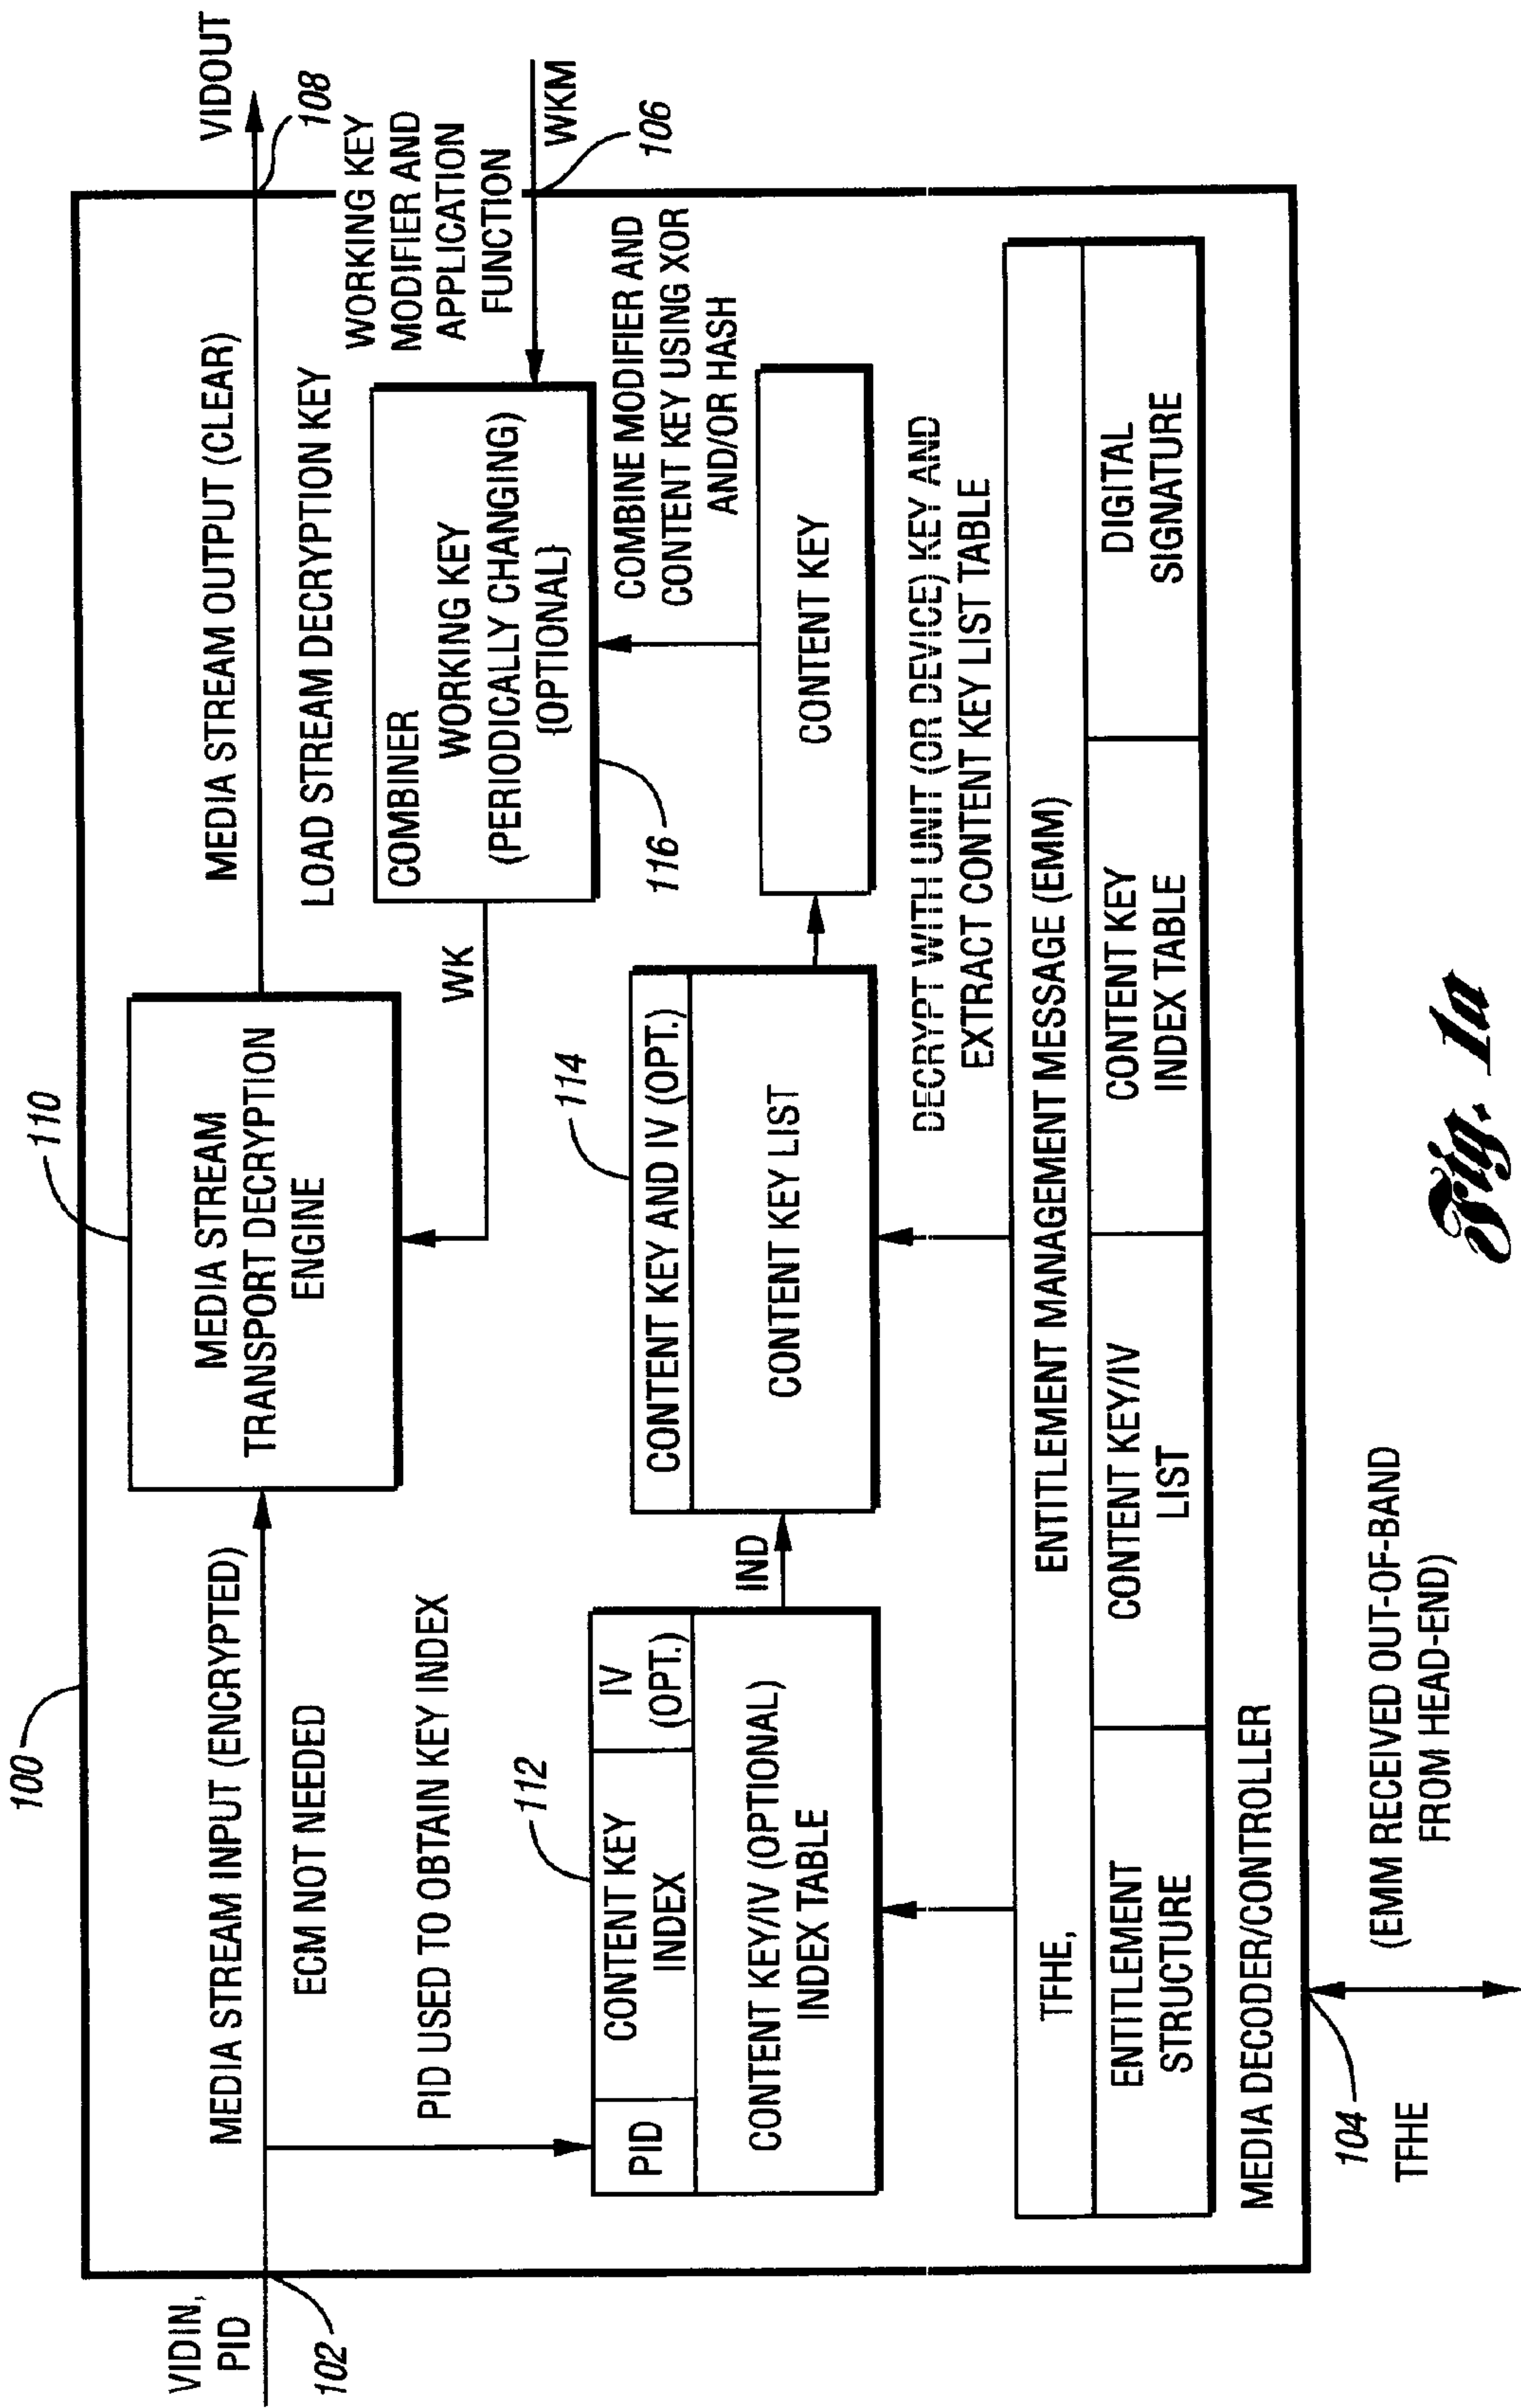 100
VIDIN,
PID
102
MEDIA STREAM INPUT (ENCRYPTED)
ECM NOT NEEDED
PID USED TO OBTAIN KEY INDEX
110
MEDIA STREAM
TRANSPORT DECRYPTION
ENGINE
MEDIA STREAM OUTPUT (CLEAR)
VIDOUT
108
LOAD STREAM DECRYPTION KEY
WORKING KEY
MODIFIER AND
APPLICATION
FUNCTION
WKM
106
WK
COMBINER
WORKING KEY
(PERIODICALLY CHANGING)
{OPTIONAL}
116
COMBINE MODIFIER AND
CONTENT KEY USING XOR
AND/OR HASH
112
PID
CONTENT KEY
INDEX
IV
(OPT.)
CONTENT KEY/IV (OPTIONAL)
INDEX TABLE
IND
114
CONTENT KEY AND IV (OPT.)
CONTENT KEY LIST
CONTENT KEY
DECRYPT WITH UNIT (OR DEVICE) KEY AND
EXTRACT CONTENT KEY LIST TABLE
TFHE,
ENTITLEMENT MANAGEMENT MESSAGE (EMM)
ENTITLEMENT
STRUCTURE
CONTENT KEY/IV
LIST
CONTENT KEY
INDEX TABLE
DIGITAL
SIGNATURE
MEDIA DECODER/CONTROLLER
104
TFHE
(EMM RECEIVED OUT-OF-BAND
FROM HEAD-END)
Fig. 1a